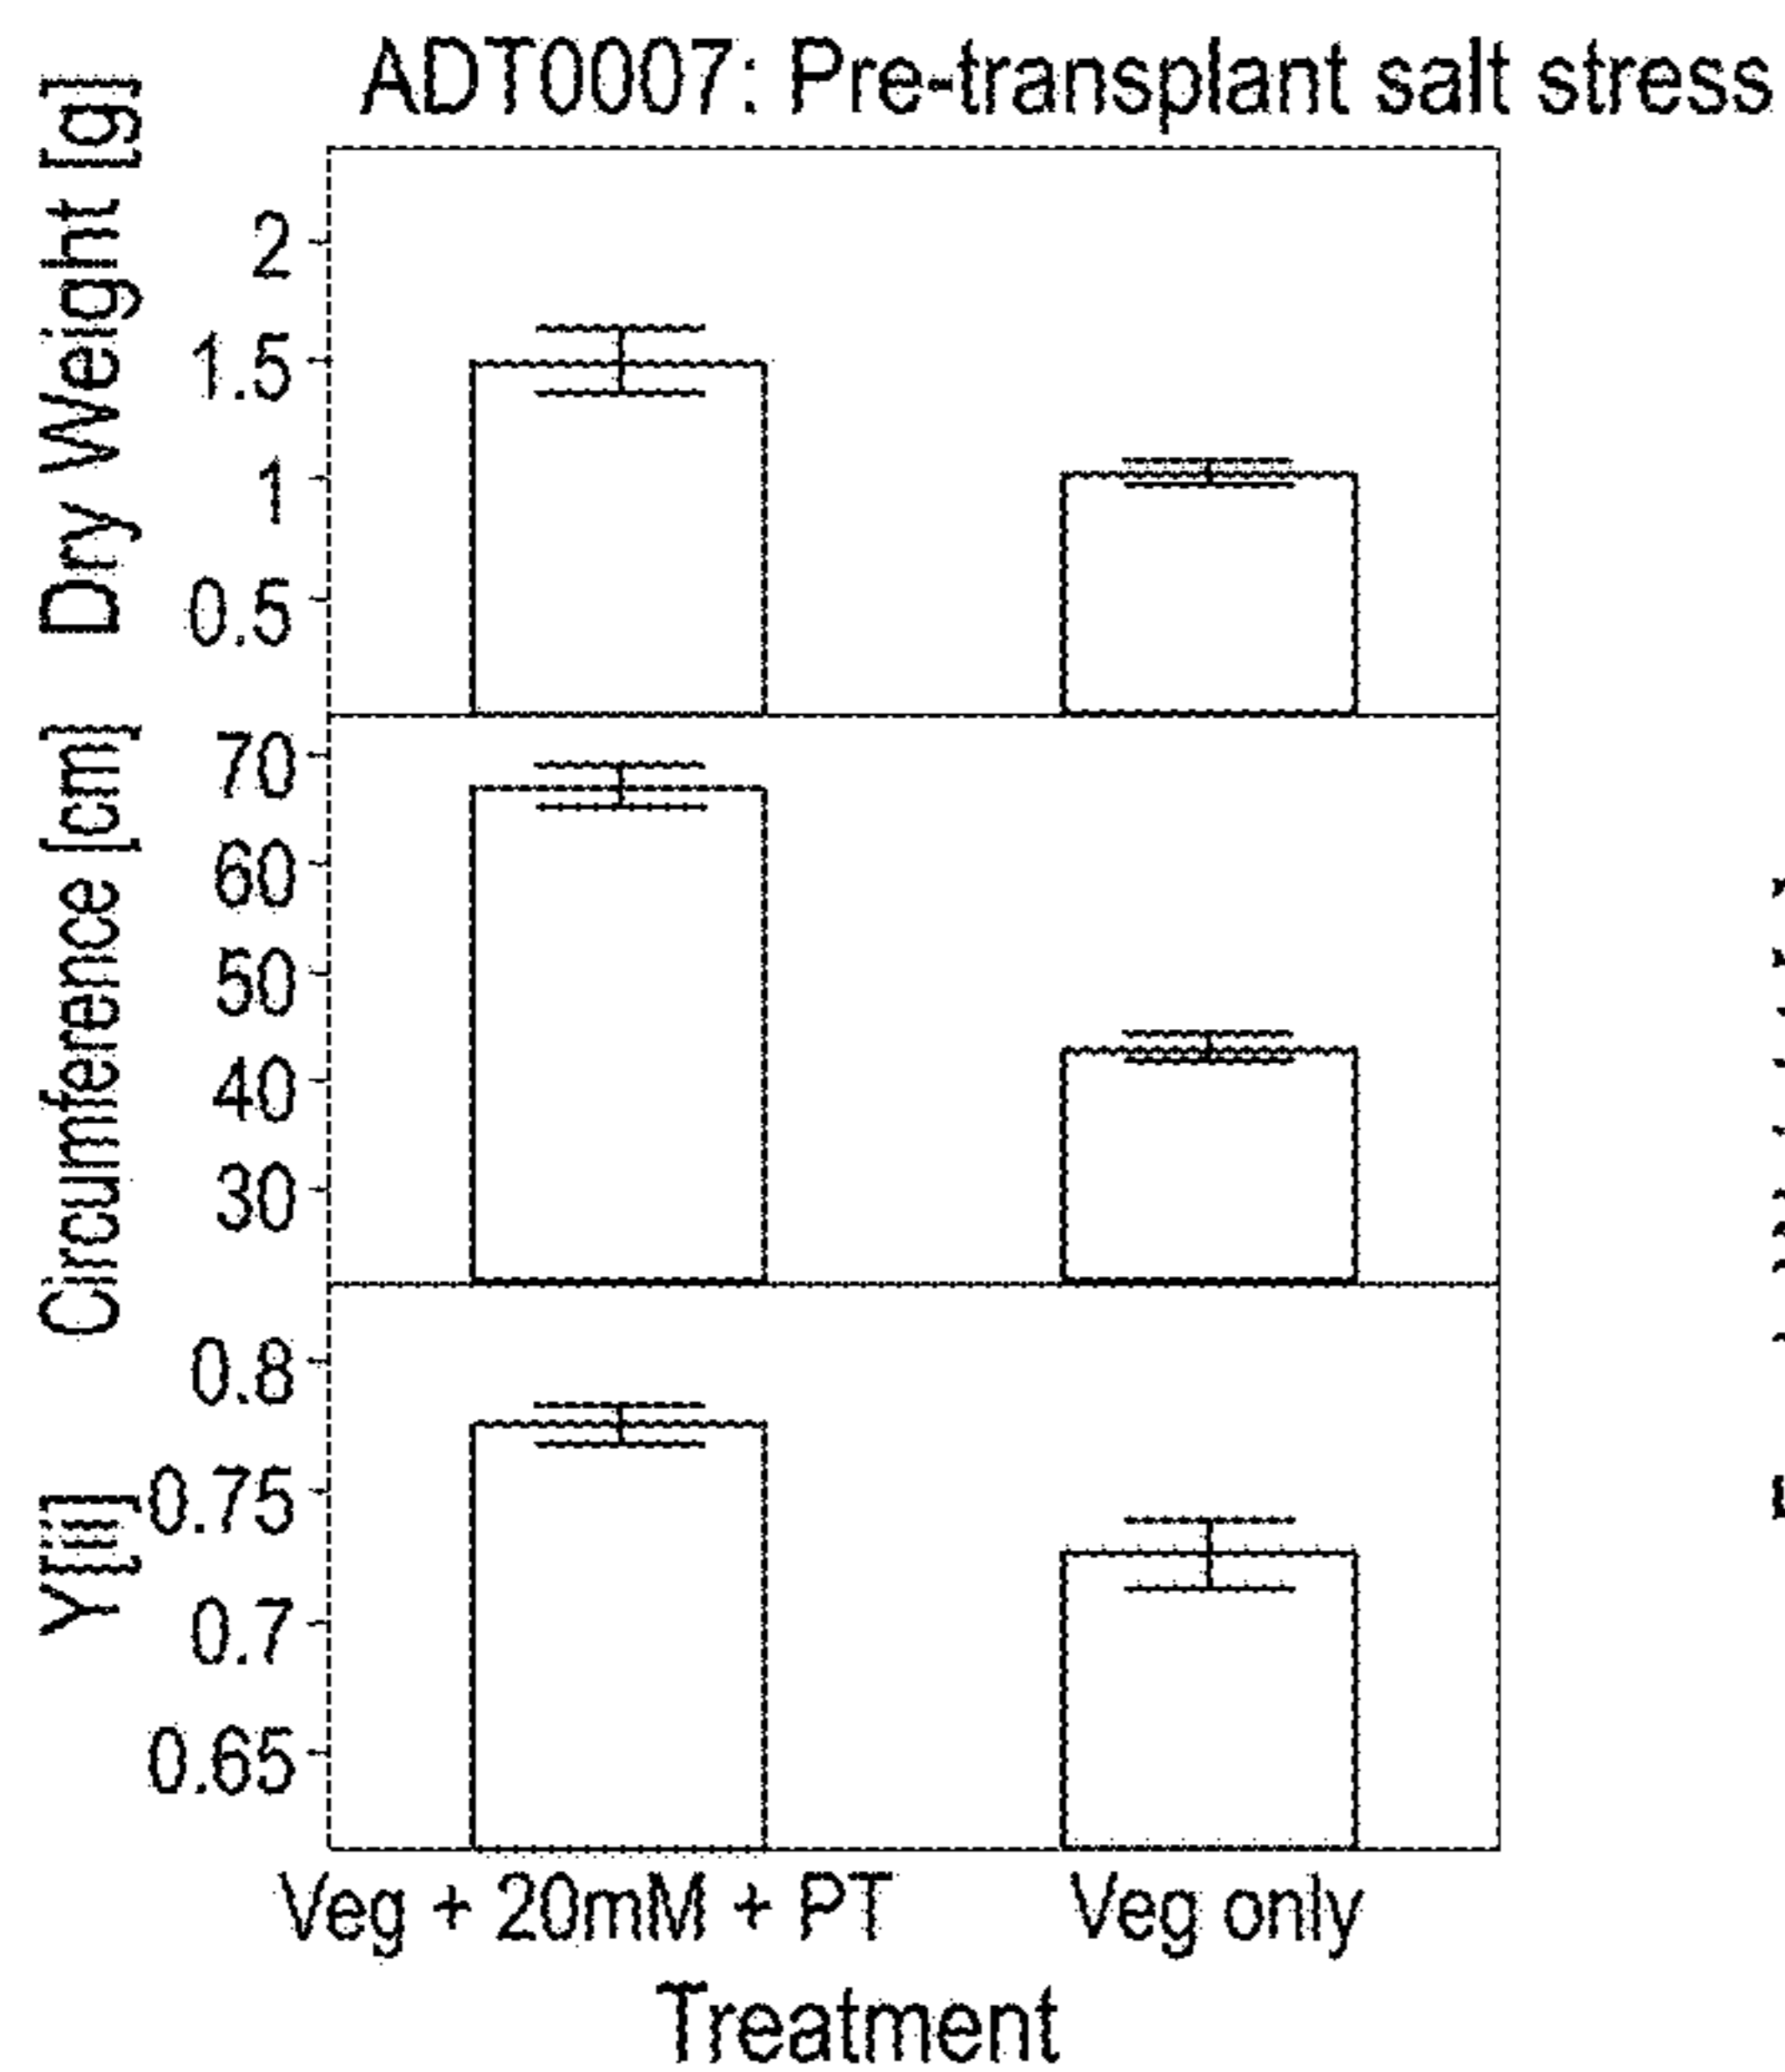 ADT0007: Pre-transplant salt stress
Dry Weight [g]
2
1.5
1
0.5
Circumference [cm]
70
60
50
40
30
Y[ii]
0.8
0.75
0.7
0.65
Veg + 20mM + PT
Veg only
Treatment